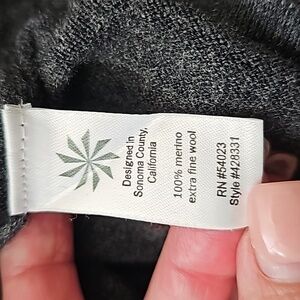 Designed in
Sonoma County,
California
100% merino
extra fine wool
RN #54023
Style #428331